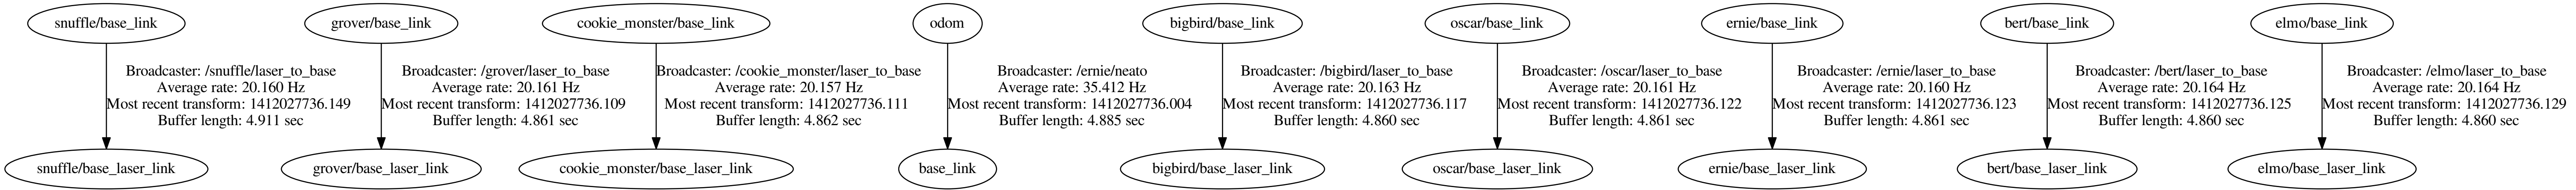 snuffle/base_link
Broadcaster: /snuffle/laser_to_base
Average rate: 20.160 Hz
Most recent transform: 1412027736.149
Buffer length: 4.911 sec
snuffle/base_laser_link
grover/base_link
Broadcaster: /grover/laser_to_base
Average rate: 20.161 Hz
Most recent transform: 1412027736.109
Buffer length: 4.861 sec
grover/base_laser_link
cookie_monster/base_link
Broadcaster: /cookie_monster/laser_to_base
Average rate: 20.157 Hz
Most recent transform: 1412027736.111
Buffer length: 4.862 sec
cookie_monster/base_laser_link
odom
Broadcaster: /ernie/neato
Average rate: 35.412 Hz
Most recent transform: 1412027736.004
Buffer length: 4.885 sec
base_link
bigbird/base_link
Broadcaster: /bigbird/laser_to_base
Average rate: 20.163 Hz
Most recent transform: 1412027736.117
Buffer length: 4.860 sec
bigbird/base_laser_link
oscar/base_link
Broadcaster: /oscar/laser_to_base
Average rate: 20.161 Hz
Most recent transform: 1412027736.122
Buffer length: 4.861 sec
oscar/base_laser_link
ernie/base_link
Broadcaster: /ernie/laser_to_base
Average rate: 20.160 Hz
Most recent transform: 1412027736.123
Buffer length: 4.861 sec
ernie/base_laser_link
bert/base_link
Broadcaster: /bert/laser_to_base
Average rate: 20.164 Hz
Most recent transform: 1412027736.125
Buffer length: 4.860 sec
bert/base_laser_link
elmo/base_link
Broadcaster: /elmo/laser_to_base
Average rate: 20.164 Hz
Most recent transform: 1412027736.129
Buffer length: 4.860 sec
elmo/base_laser_link